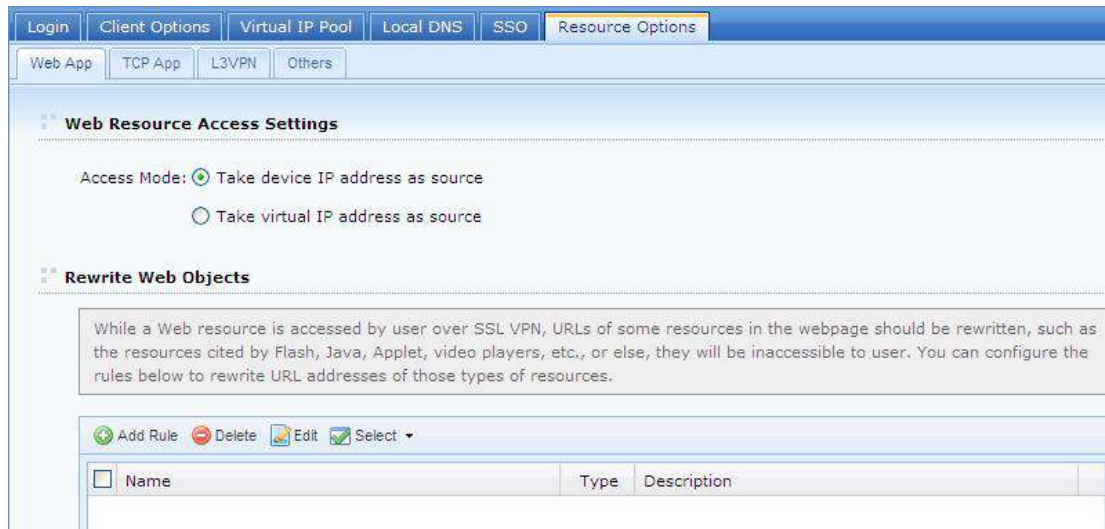 Login Client Options Virtual IP Pool Local DNS SSO Resource Options
Web App TCP App L3VPN Others
Web Resource Access Settings
Access Mode: Take device IP address as source
Take virtual IP address as source
Rewrite Web Objects
While a Web resource is accessed by user over SSL VPN, URLs of some resources in the webpage should be rewritten, such as
the resources cited by Flash, Java, Applet, video players, etc., or else, they will be inaccessible to user. You can configure the
rules below to rewrite URL addresses of those types of resources.
Add Rule Delete Edit Select
Name Type Description